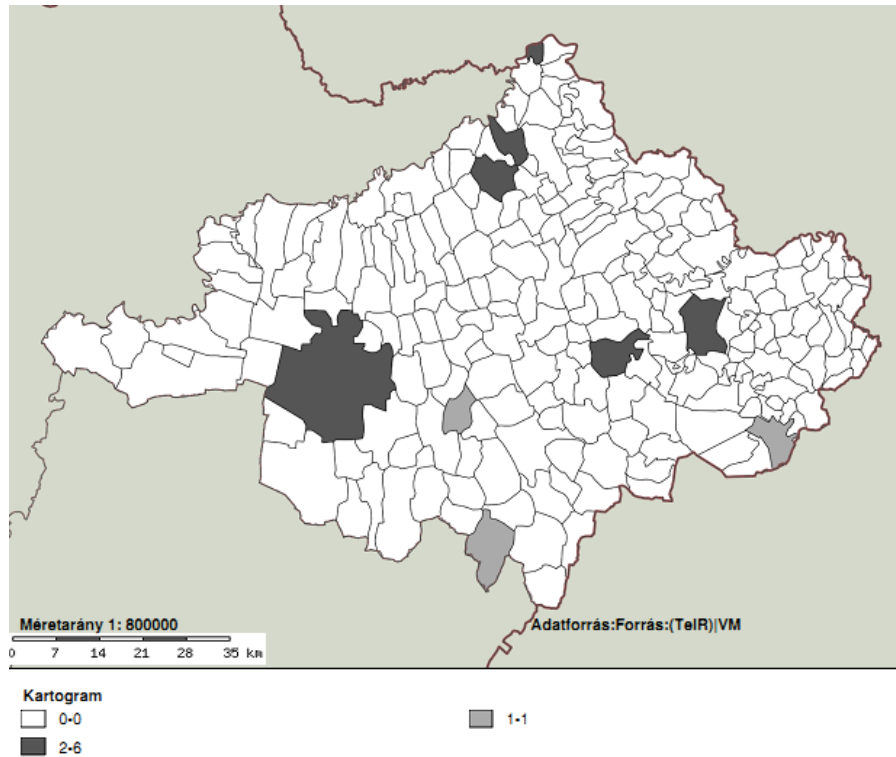 Méretarány 1: 800000
Adatforrás:Forrás:(TeIR)|VM
0 7 14 21 28 35 km
Kartogram
0-0
1-1
2-6